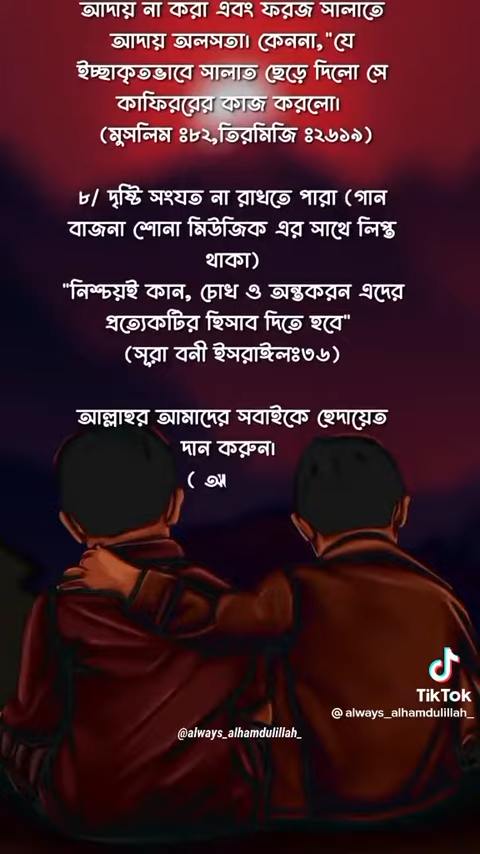 আদায় না করা এবং ফরজ সালাতে
আদায় অলসতা। কেননা,"যে
ইচ্ছাকৃতভাবে সালাত ছেড়ে দিলো সে
কাফিররের কাজ করলো।
(মুসলিম ঃ৮২,তিরমিজি ঃ২৬১৯)
৮/ দৃষ্টি সংযত না রাখতে পারা (গান
বাজনা শোনা মিউজিক এর সাথে লিপ্ত
থাকা)
"নিশ্চয়ই কান, চোখ ও অন্তকরন এদের
প্রত্যেকটির হিসাব দিতে হবে"
(সূরা বনী ইসরাঈলঃ৩৬)
আল্লাহর আমাদের সবাইকে হেদায়েত
দান করুন।
( আ
TikTok
@always_alhamdulillah_
@always_alhamdulillah_